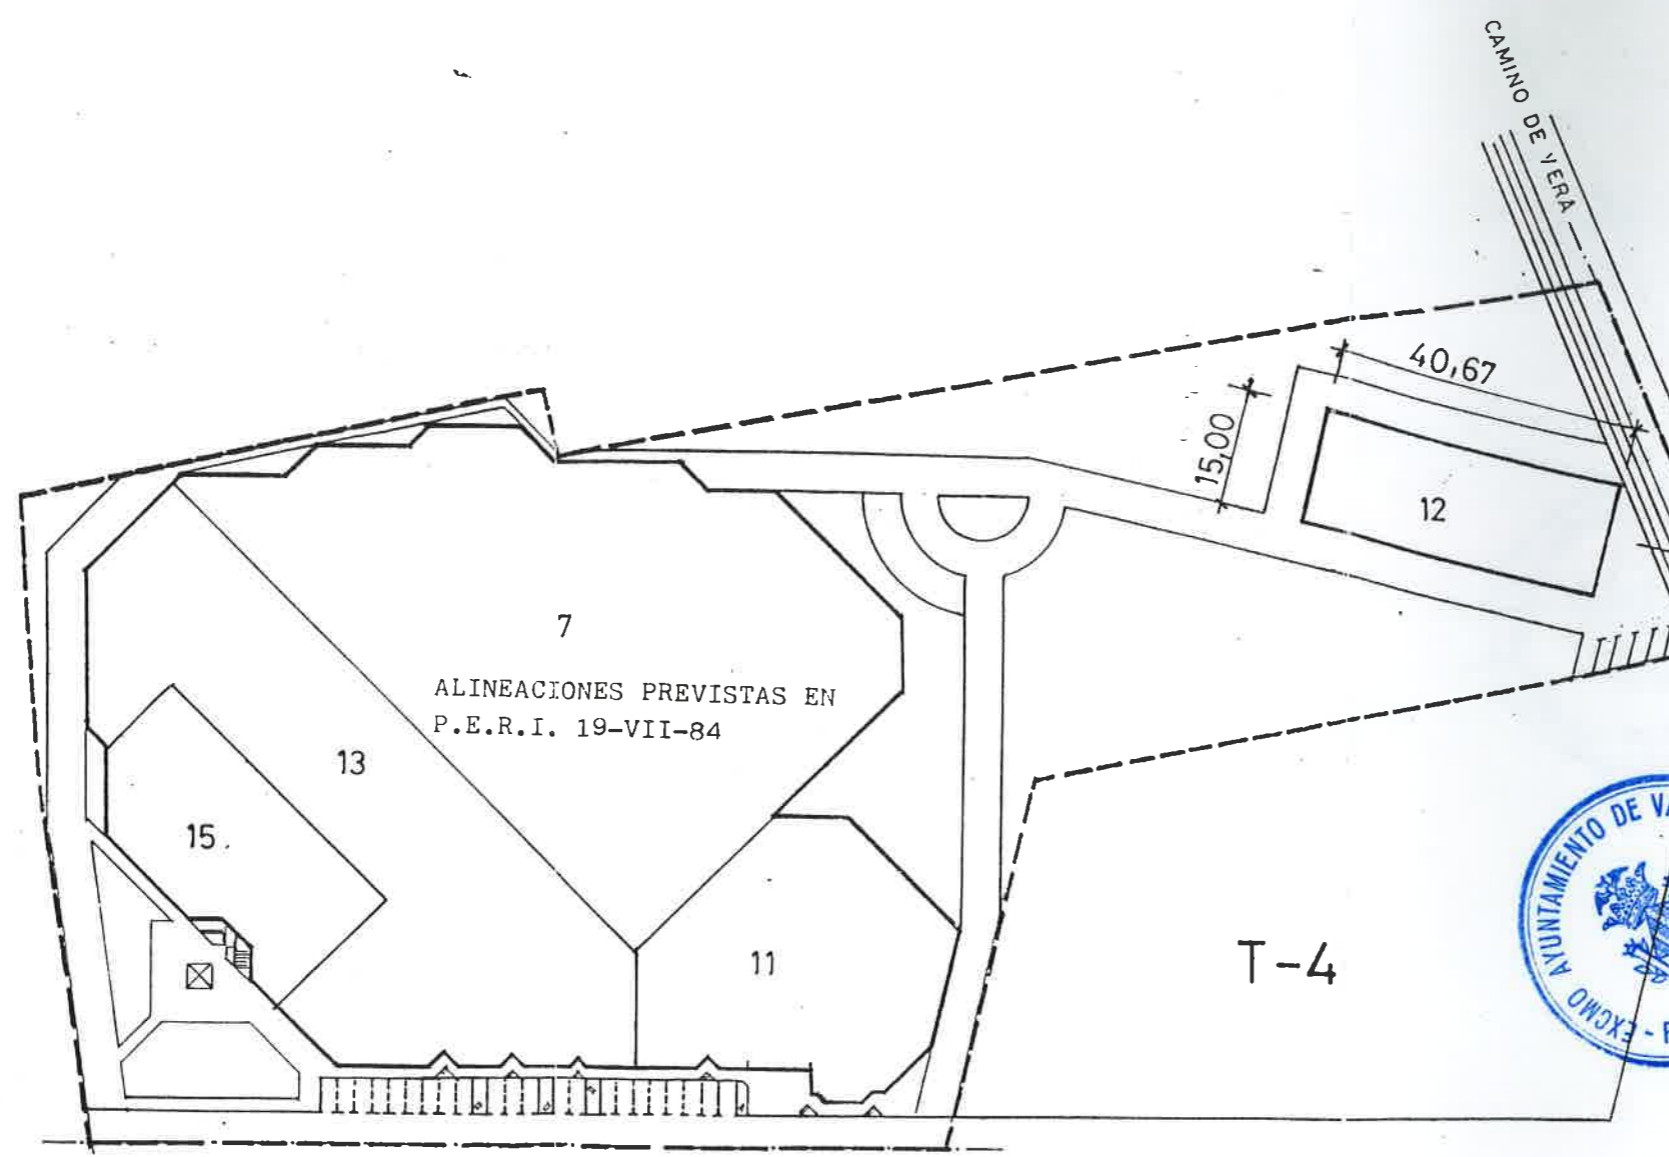 CAMINO DE VERA
40,67
15,00
12
7
ALINEACIONES PREVISTAS EN
P.E.R.I. 19-VII-84
13
15
11
T-4
EXCMO AYUNTAMIENTO DE